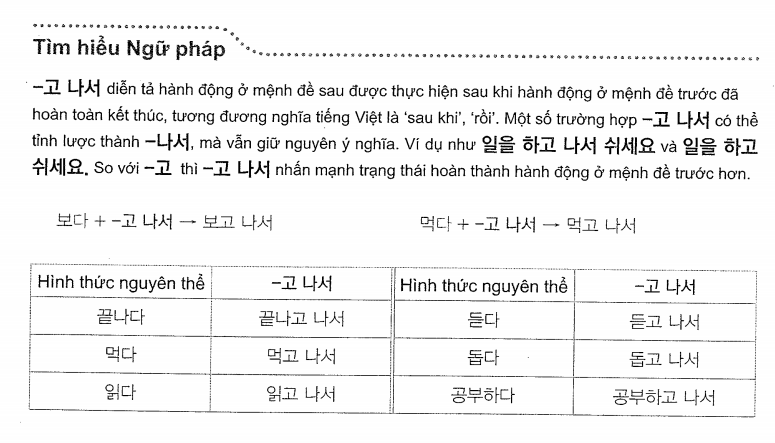 Tìm hiểu Ngữ pháp
–고 나서 diễn tả hành động ở mệnh đề sau được thực hiện sau khi hành động ở mệnh đề trước đã
hoàn toàn kết thúc, tương đương nghĩa tiếng Việt là ‘sau khi’, ‘rồi’. Một số trường hợp –고 나서 có thể
tỉnh lược thành –나서, mà vẫn giữ nguyên ý nghĩa. Ví dụ như 일을 하고 나서 쉬세요 và 일을 하고
쉬세요. So với –고 thì –고 나서 nhấn mạnh trạng thái hoàn thành hành động ở mệnh đề trước hơn.
보다 + –고 나서 → 보고 나서 먹다 + –고 나서 → 먹고 나서
Hình thức nguyên thể –고 나서 Hình thức nguyên thể –고 나서
끝나다 끝나고 나서 듣다 듣고 나서
먹다 먹고 나서 돕다 돕고 나서
읽다 읽고 나서 공부하다 공부하고 나서